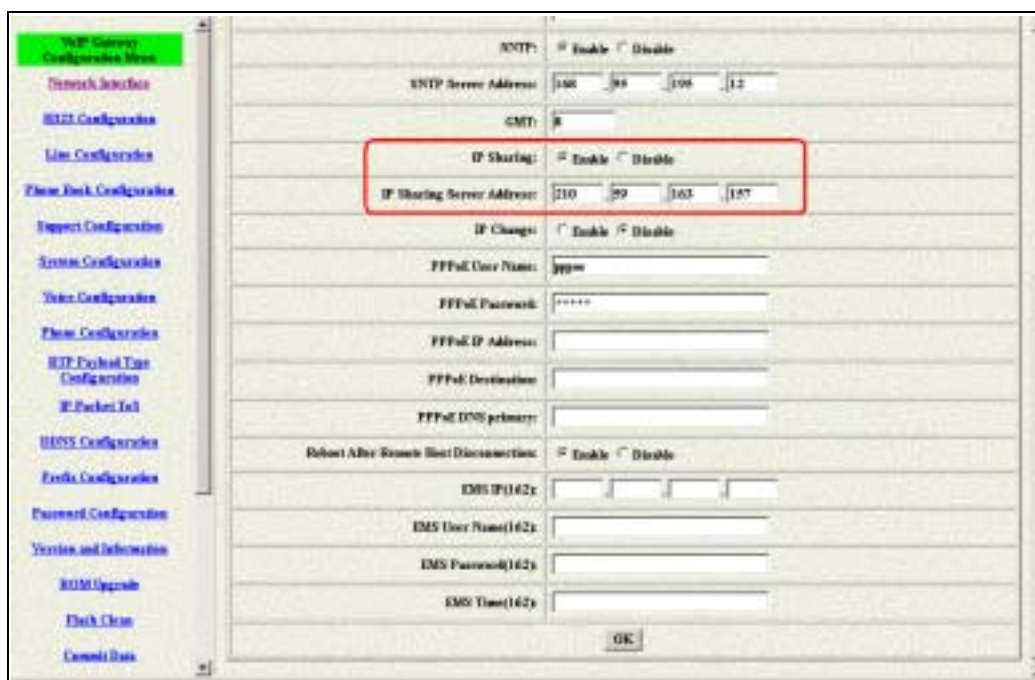 VoIP Gateway
Configuration Menu
Network Interface
H323 Configuration
Line Configuration
Phone Book Configuration
Support Configuration
System Configuration
Voice Configuration
Phone Configuration
RTP Payload Type
Configuration
IP Packet ToS
DDNS Configuration
Prefix Configuration
Password Configuration
Version and Information
ROM Upgrade
Flash Clean
Commit Data
SNTP: Enable Disable
SNTP Server Address: 168 . 95 . 195 . 12
GMT: 8
IP Sharing: Enable Disable
IP Sharing Server Address: 210 . 59 . 163 . 157
IP Change: Enable Disable
PPPoE User Name: pppoe
PPPoE Password: *****
PPPoE IP Address:
PPPoE Destination:
PPPoE DNS primary:
Reboot After Remote Host Disconnection: Enable Disable
EMS IP(162): . . .
EMS User Name(162):
EMS Password(162):
EMS Time(162):
OK